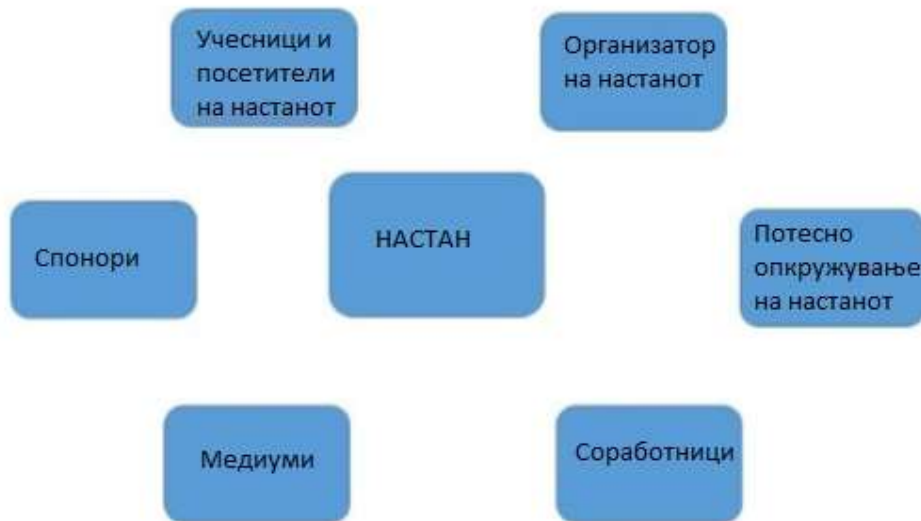 Учесници и
посетители
на настанот
Организатор
на настанот
Спонори
НАСТАН
Потесно
опкружување
на настанот
Медиуми
Соработници